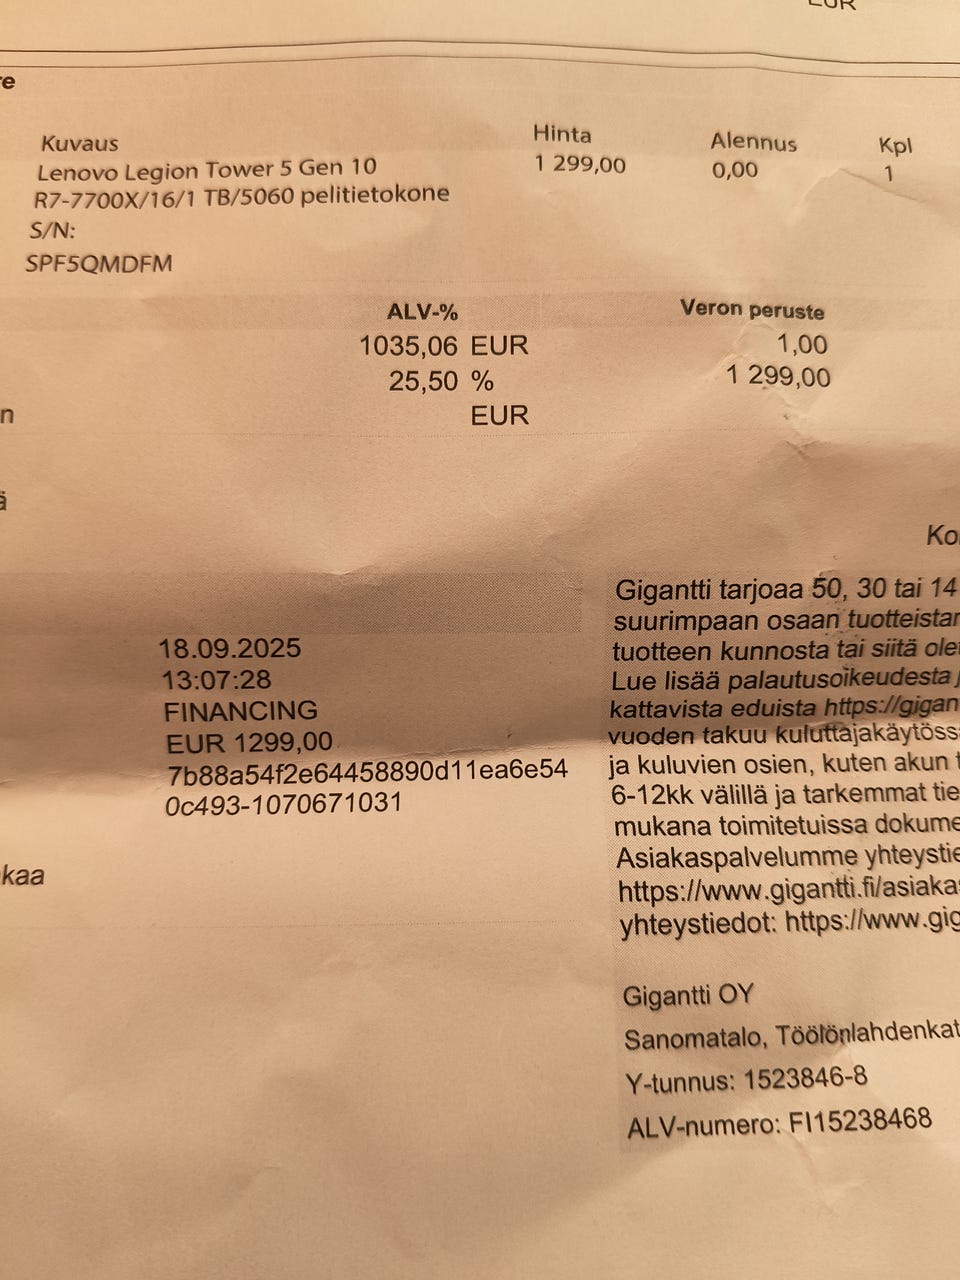 EUR
re
Kuvaus Hinta Alennus Kpl
Lenovo Legion Tower 5 Gen 10 1 299,00 0,00 1
R7-7700X/16/1 TB/5060 pelitietokone
S/N:
SPF5QMDFM
ALV-% Veron peruste
1035,06 EUR 1,00
25,50 % 1 299,00
n EUR
ä
Ko
18.09.2025
13:07:28
FINANCING
EUR 1299,00
7b88a54f2e64458890d11ea6e54
0c493-1070671031
kaa
Gigantti tarjoaa 50, 30 tai 14
suurimpaan osaan tuotteistam
tuotteen kunnosta tai siitä olet
Lue lisää palautusoikeudesta j
kattavista eduista https://gigan
vuoden takuu kuluttajakäytöss
ja kuluvien osien, kuten akun t
6-12kk välillä ja tarkemmat tie
mukana toimitetuissa dokume
Asiakaspalvelumme yhteystie
https://www.gigantti.fi/asiakas
yhteystiedot: https://www.gig
Gigantti OY
Sanomatalo, Töölönlahdenkat
Y-tunnus: 1523846-8
ALV-numero: FI15238468